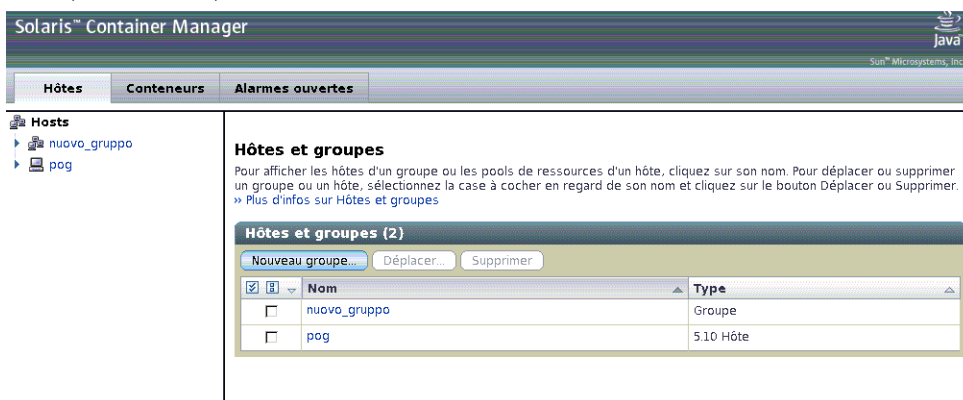 Solaris™ Container Manager
Java
Sun™ Microsystems, Inc
Hôtes
Conteneurs
Alarmes ouvertes
Hosts
nuovo_gruppo
pog
Hôtes et groupes
Pour afficher les hôtes d'un groupe ou les pools de ressources d'un hôte, cliquez sur son nom. Pour déplacer ou supprimer
un groupe ou un hôte, sélectionnez la case à cocher en regard de son nom et cliquez sur le bouton Déplacer ou Supprimer.
» Plus d'infos sur Hôtes et groupes
Hôtes et groupes (2)
Nouveau groupe... Déplacer... Supprimer
Nom Type
nuovo_gruppo Groupe
pog 5.10 Hôte